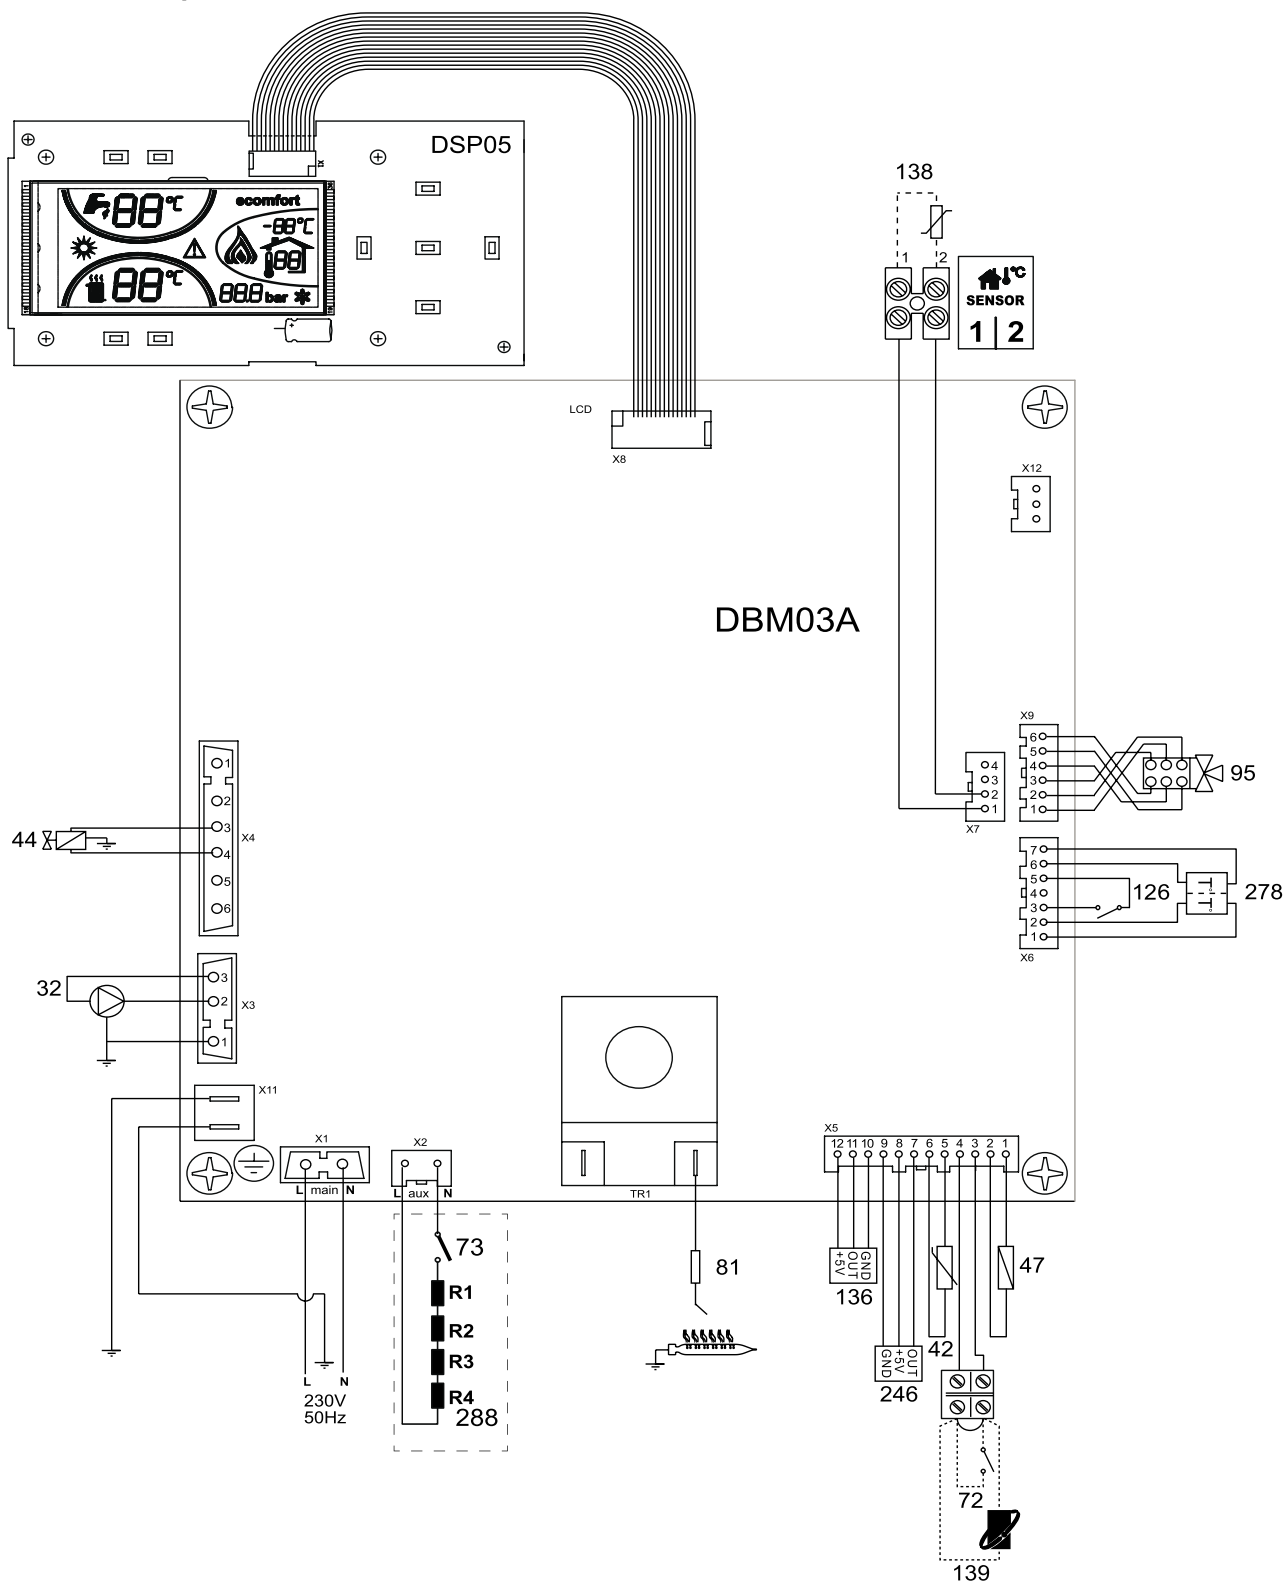 DSP05
X1
88°C
ecomfort
-88°C
88
88°C
88.8 bar
138
1 2
°C
SENSOR
1 2
LCD
X8
X12
DBM03A
X9
6
5
4
3
2
1
95
4
3
2
1
X7
7
6
5
4
3
2
1
X6
126
278
44
1
2
3
4
5
6
X4
32
3
2
1
X3
X11
X1
L main N
X2
L aux N
TR1
X5
12 11 10 9 8 7 6 5 4 3 2 1
73
R1
R2
R3
R4
288
L N
230V
50Hz
81
+5V
OUT
GND
136
GND
+5V
OUT
246
42
47
72
139